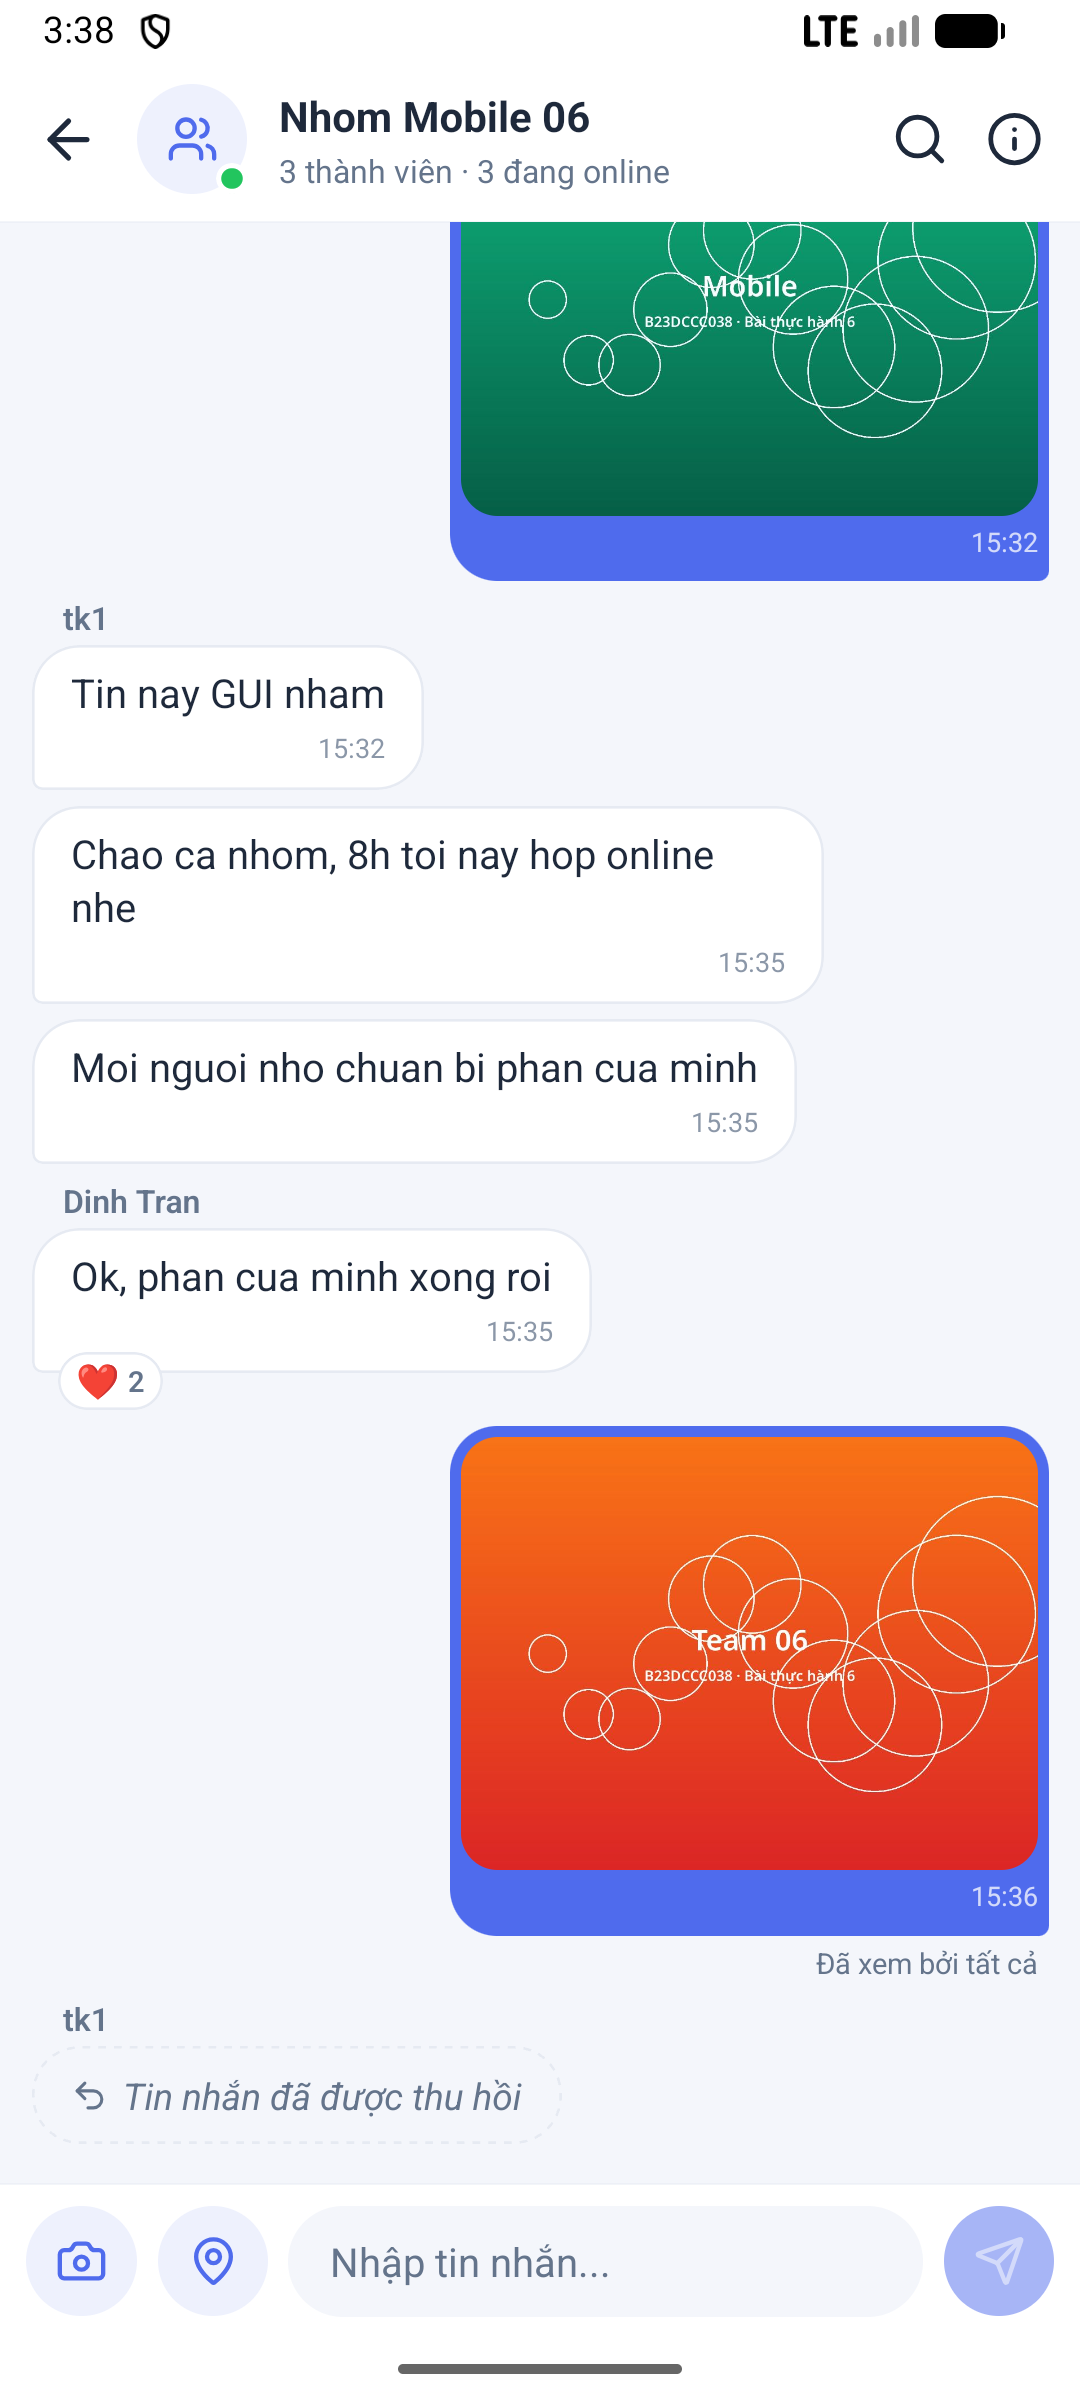 3:38
LTE
Nhom Mobile 06
3 thành viên · 3 đang online
Mobile
B23DCCC038 · Bài thực hành 6
15:32
tk1
Tin nay GUI nham
15:32
Chao ca nhom, 8h toi nay hop online
nhe
15:35
Moi nguoi nho chuan bi phan cua minh
15:35
Dinh Tran
Ok, phan cua minh xong roi
15:35
❤️ 2
Team 06
B23DCCC038 · Bài thực hành 6
15:36
Đã xem bởi tất cả
tk1
Tin nhắn đã được thu hồi
Nhập tin nhắn...